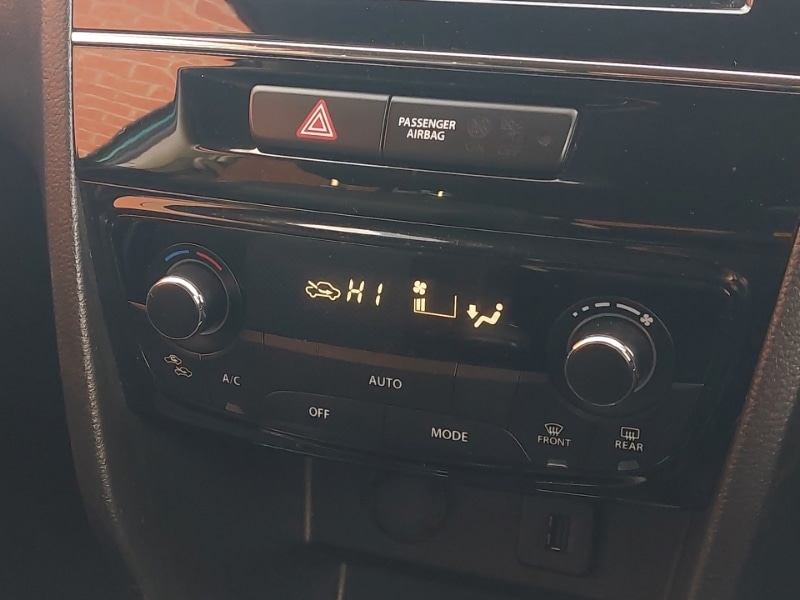 PASSENGER
AIRBAG
HI
A/C
AUTO
OFF
MODE
FRONT
REAR